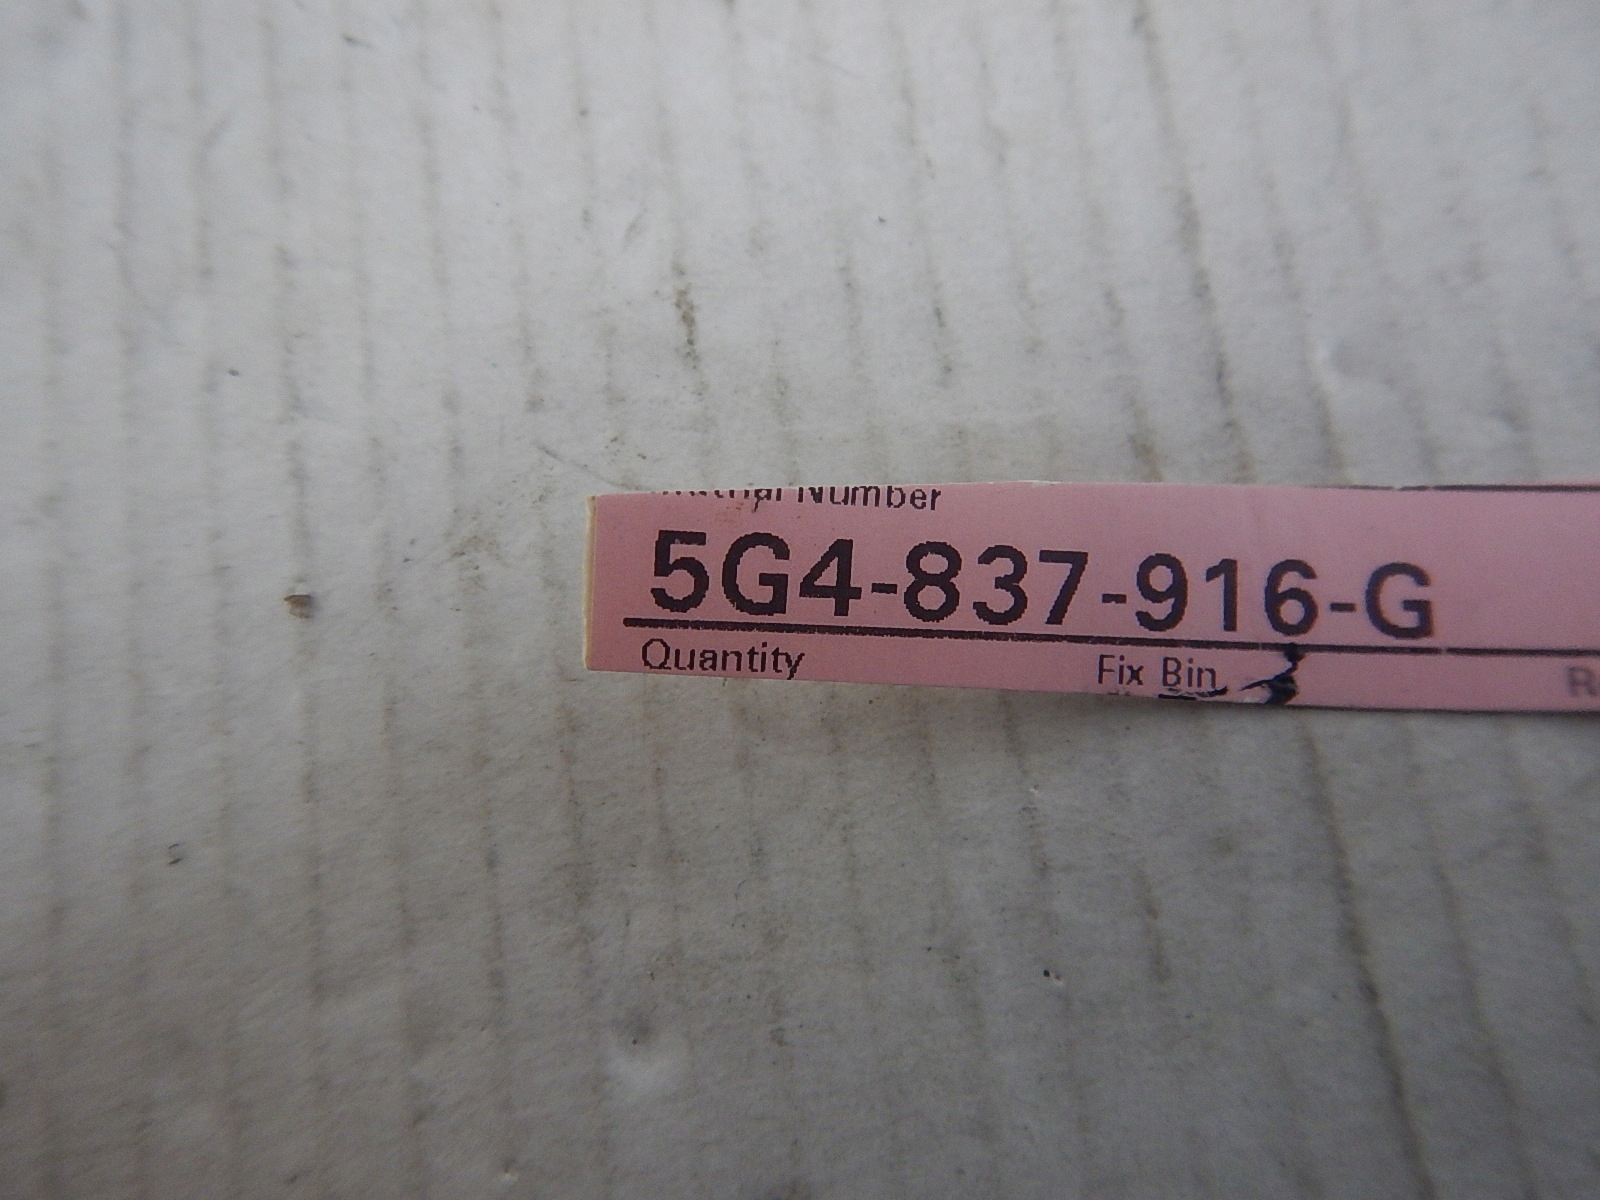 Number
5G4-837-916-G
Quantity Fix Bin